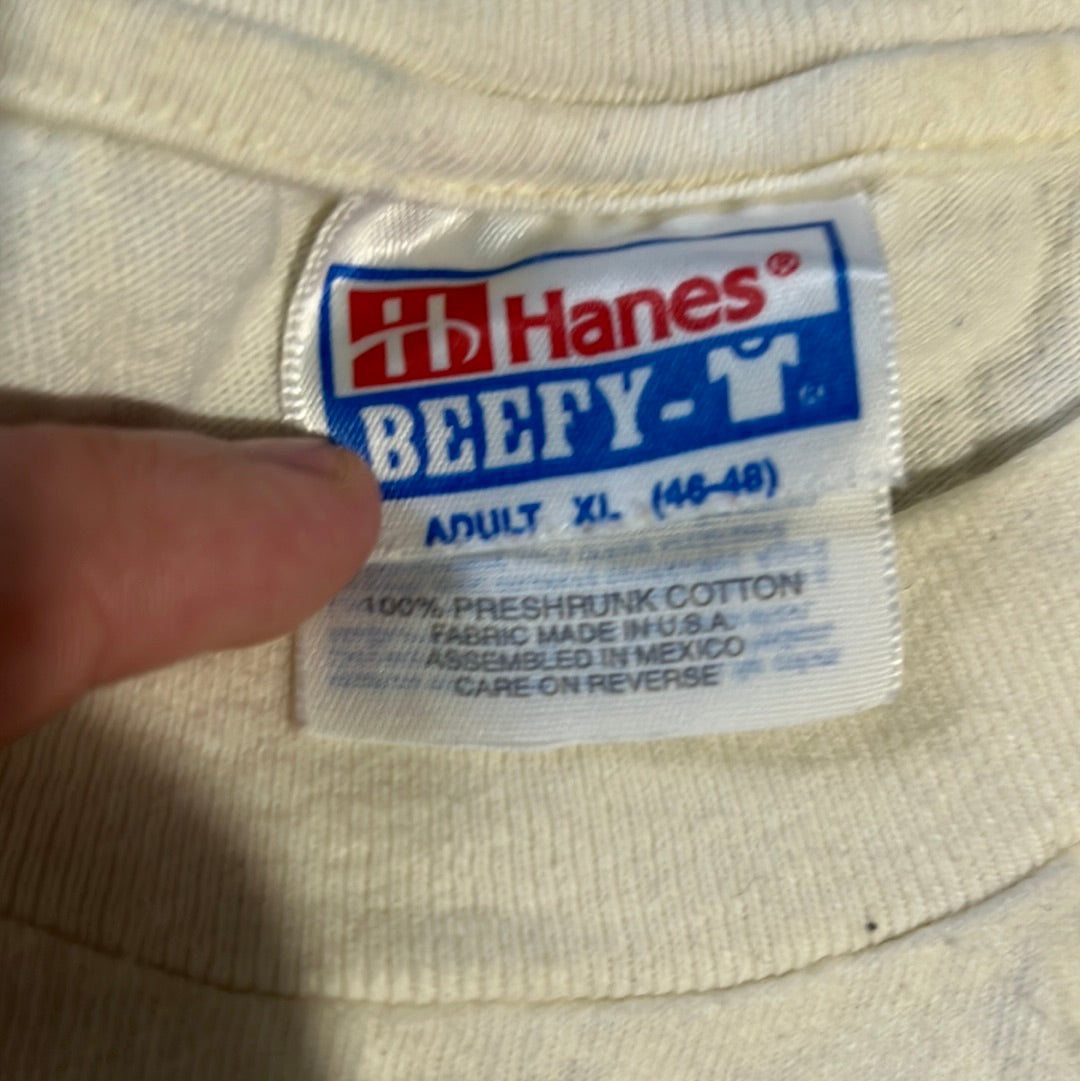 Hanes®
BEEFY-
ADULT XL (46-48)
100% PRESHRUNK COTTON
FABRIC MADE IN U.S.A.
ASSEMBLED IN MEXICO
CARE ON REVERSE